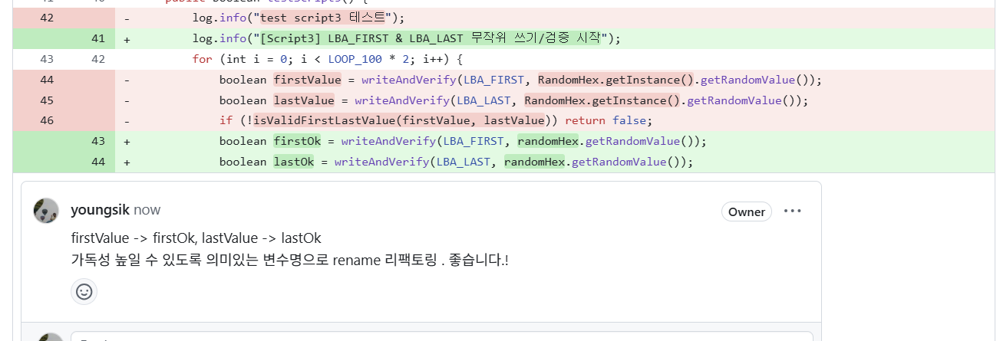 public boolean testScript3() {
42 - log.info("test script3 테스트");
41 + log.info("[Script3] LBA_FIRST & LBA_LAST 무작위 쓰기/검증 시작");
43 42 for (int i = 0; i < LOOP_100 * 2; i++) {
44 - boolean firstValue = writeAndVerify(LBA_FIRST, RandomHex.getInstance().getRandomValue());
45 - boolean lastValue = writeAndVerify(LBA_LAST, RandomHex.getInstance().getRandomValue());
46 - if (!isValidFirstLastValue(firstValue, lastValue)) return false;
43 + boolean firstOk = writeAndVerify(LBA_FIRST, randomHex.getRandomValue());
44 + boolean lastOk = writeAndVerify(LBA_LAST, randomHex.getRandomValue());
youngsik now Owner
firstValue -> firstOk, lastValue -> lastOk
가독성 높일 수 있도록 의미있는 변수명으로 rename 리팩토링 . 좋습니다.!